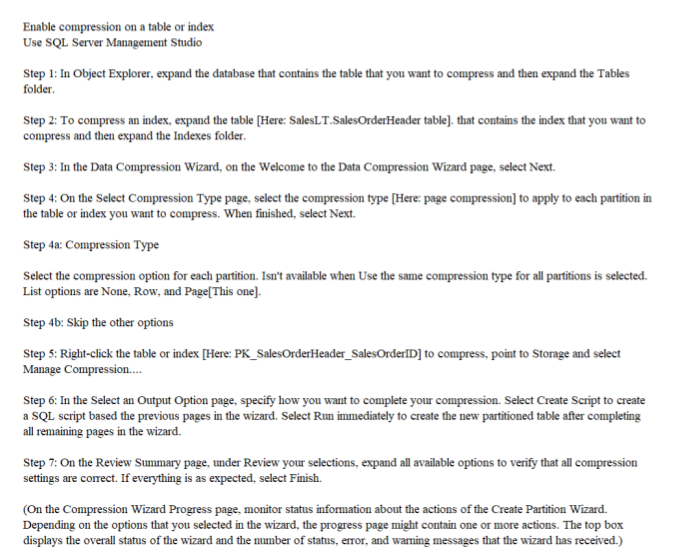 Enable compression on a table or index
Use SQL Server Management Studio
Step 1: In Object Explorer, expand the database that contains the table that you want to compress and then expand the Tables
folder.
Step 2: To compress an index, expand the table [Here: SalesLT.SalesOrderHeader table]. that contains the index that you want to
compress and then expand the Indexes folder.
Step 3: In the Data Compression Wizard, on the Welcome to the Data Compression Wizard page, select Next.
Step 4: On the Select Compression Type page, select the compression type [Here: page compression] to apply to each partition in
the table or index you want to compress. When finished, select Next.
Step 4a: Compression Type
Select the compression option for each partition. Isn't available when Use the same compression type for all partitions is selected.
List options are None, Row, and Page[This one].
Step 4b: Skip the other options
Step 5: Right-click the table or index [Here: PK_SalesOrderHeader_SalesOrderID] to compress, point to Storage and select
Manage Compression....
Step 6: In the Select an Output Option page, specify how you want to complete your compression. Select Create Script to create
a SQL script based the previous pages in the wizard. Select Run immediately to create the new partitioned table after completing
all remaining pages in the wizard.
Step 7: On the Review Summary page, under Review your selections, expand all available options to verify that all compression
settings are correct. If everything is as expected, select Finish.
(On the Compression Wizard Progress page, monitor status information about the actions of the Create Partition Wizard.
Depending on the options that you selected in the wizard, the progress page might contain one or more actions. The top box
displays the overall status of the wizard and the number of status, error, and warning messages that the wizard has received.)